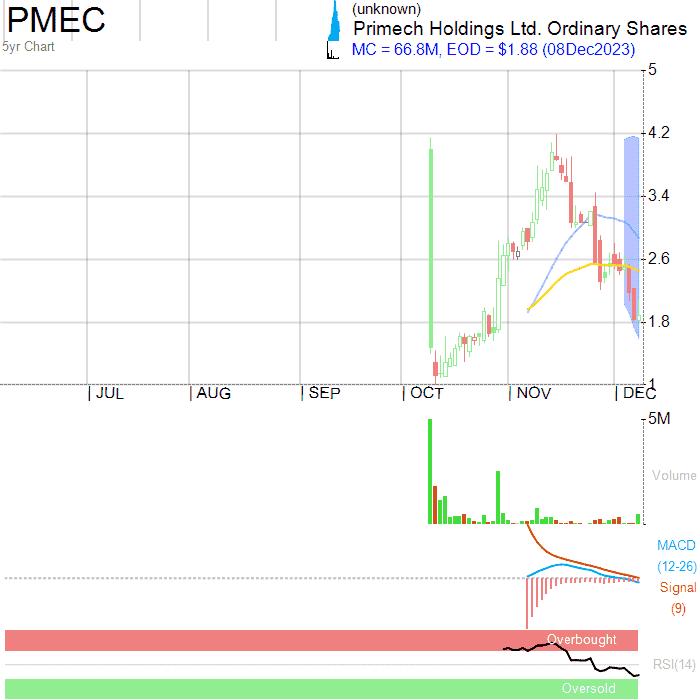 PMEC
(unknown)
Primech Holdings Ltd. Ordinary Shares
5yr Chart
MC = 66.8M, EOD = $1.88 (08Dec2023)
5
4.2
3.4
2.6
1.8
1
JUL
AUG
SEP
OCT
NOV
DEC
5M
Volume
MACD
(12-26)
Signal
(9)
Overbought
RSI(14)
Oversold